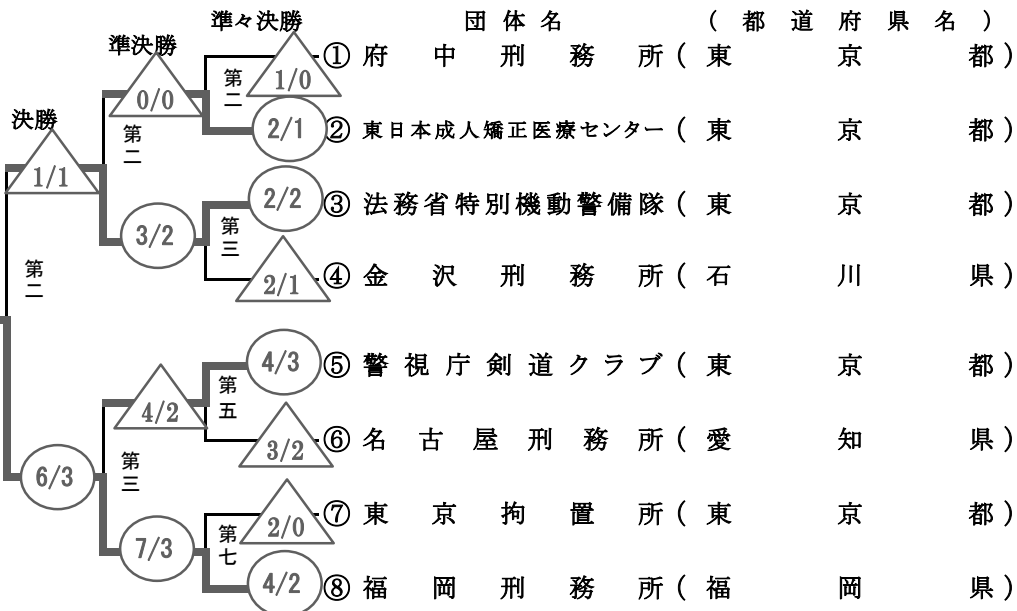 準々決勝 団体名 (都道府県名)
準決勝
決勝
1/0 ① 府中刑務所 (東京都)
第二
0/0
2/1 ② 東日本成人矯正医療センター (東京都)
第二
1/1
2/2 ③ 法務省特別機動警備隊 (東京都)
3/2
第三
2/1 ④ 金沢刑務所 (石川県)
第二
4/3 ⑤ 警視庁剣道クラブ (東京都)
第五
4/2
3/2 ⑥ 名古屋刑務所 (愛知県)
6/3
第三
2/0 ⑦ 東京拘置所 (東京都)
第七
7/3
4/2 ⑧ 福岡刑務所 (福岡県)